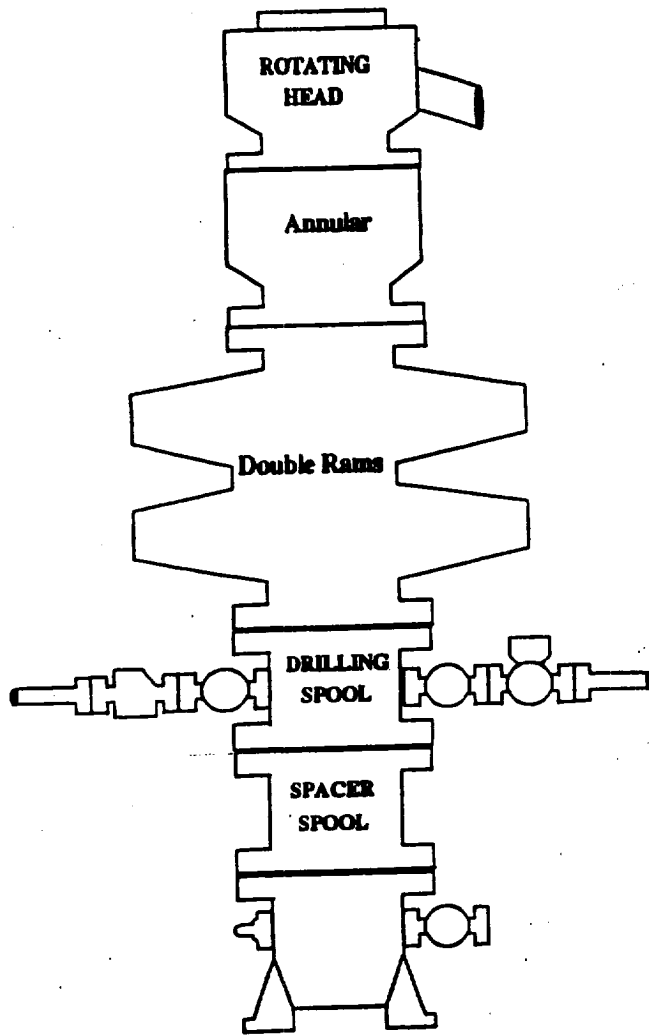 ROTATING
HEAD
Annular
Double Rams
DRILLING
SPOOL
SPACER
SPOOL